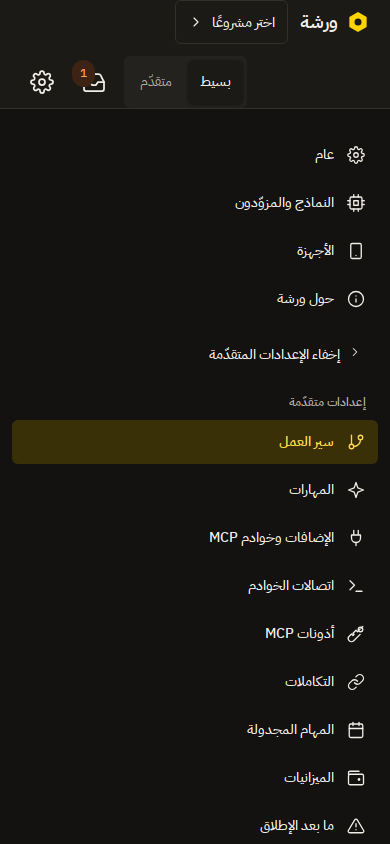 ورشة
اختر مشروعًا
بسيط
متقدّم
1
عام
النماذج والمزوّدون
الأجهزة
حول ورشة
إخفاء الإعدادات المتقدّمة
إعدادات متقدّمة
سير العمل
المهارات
الإضافات وخوادم MCP
اتصالات الخوادم
أذونات MCP
التكاملات
المهام المجدولة
الميزانيات
ما بعد الإطلاق